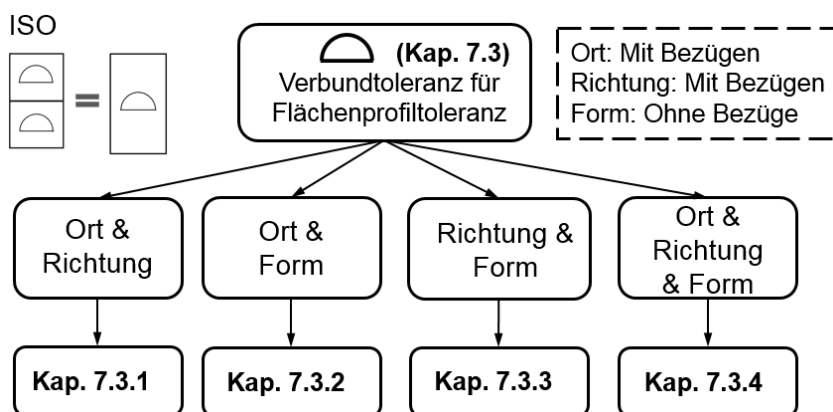 ISO
=
(Kap. 7.3)
Verbundtoleranz für
Flächenprofiltoleranz
Ort: Mit Bezügen
Richtung: Mit Bezügen
Form: Ohne Bezüge
Ort &
Richtung
Ort &
Form
Richtung &
Form
Ort &
Richtung
& Form
Kap. 7.3.1
Kap. 7.3.2
Kap. 7.3.3
Kap. 7.3.4